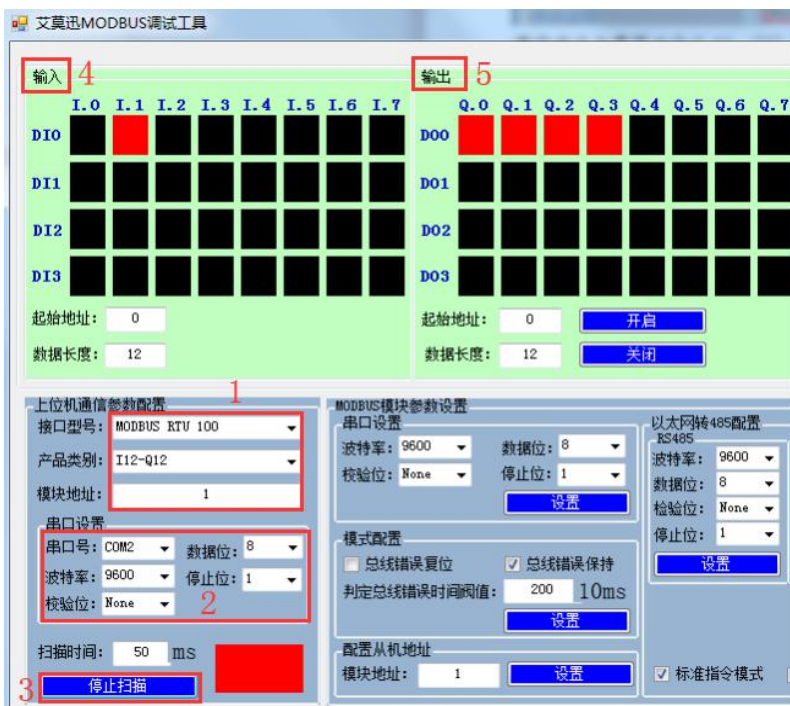 艾莫迅MODBUS调试工具
输入 4
I.0 I.1 I.2 I.3 I.4 I.5 I.6 I.7
DI0
DI1
DI2
DI3
起始地址： 0
数据长度： 12
输出 5
Q.0 Q.1 Q.2 Q.3 Q.4 Q.5 Q.6 Q.7
DO0
DO1
DO2
DO3
起始地址： 0 开启
数据长度： 12 关闭
上位机通信参数配置 1
接口型号： MODBUS RTU 100
产品类别： I12-Q12
模块地址： 1
串口设置
串口号： COM2 数据位： 8
波特率： 9600 停止位： 1
校验位： None 2
扫描时间： 50 ms
3 停止扫描
MODBUS模块参数设置
串口设置
波特率： 9600 数据位： 8
校验位： None 停止位： 1
设置
模式配置
总线错误复位 总线错误保持
判定总线错误时间阀值： 200 10ms
设置
配置从机地址
模块地址： 1 设置
以太网转485配置
RS485
波特率： 9600
数据位： 8
检验位： None
停止位： 1
设置
标准指令模式